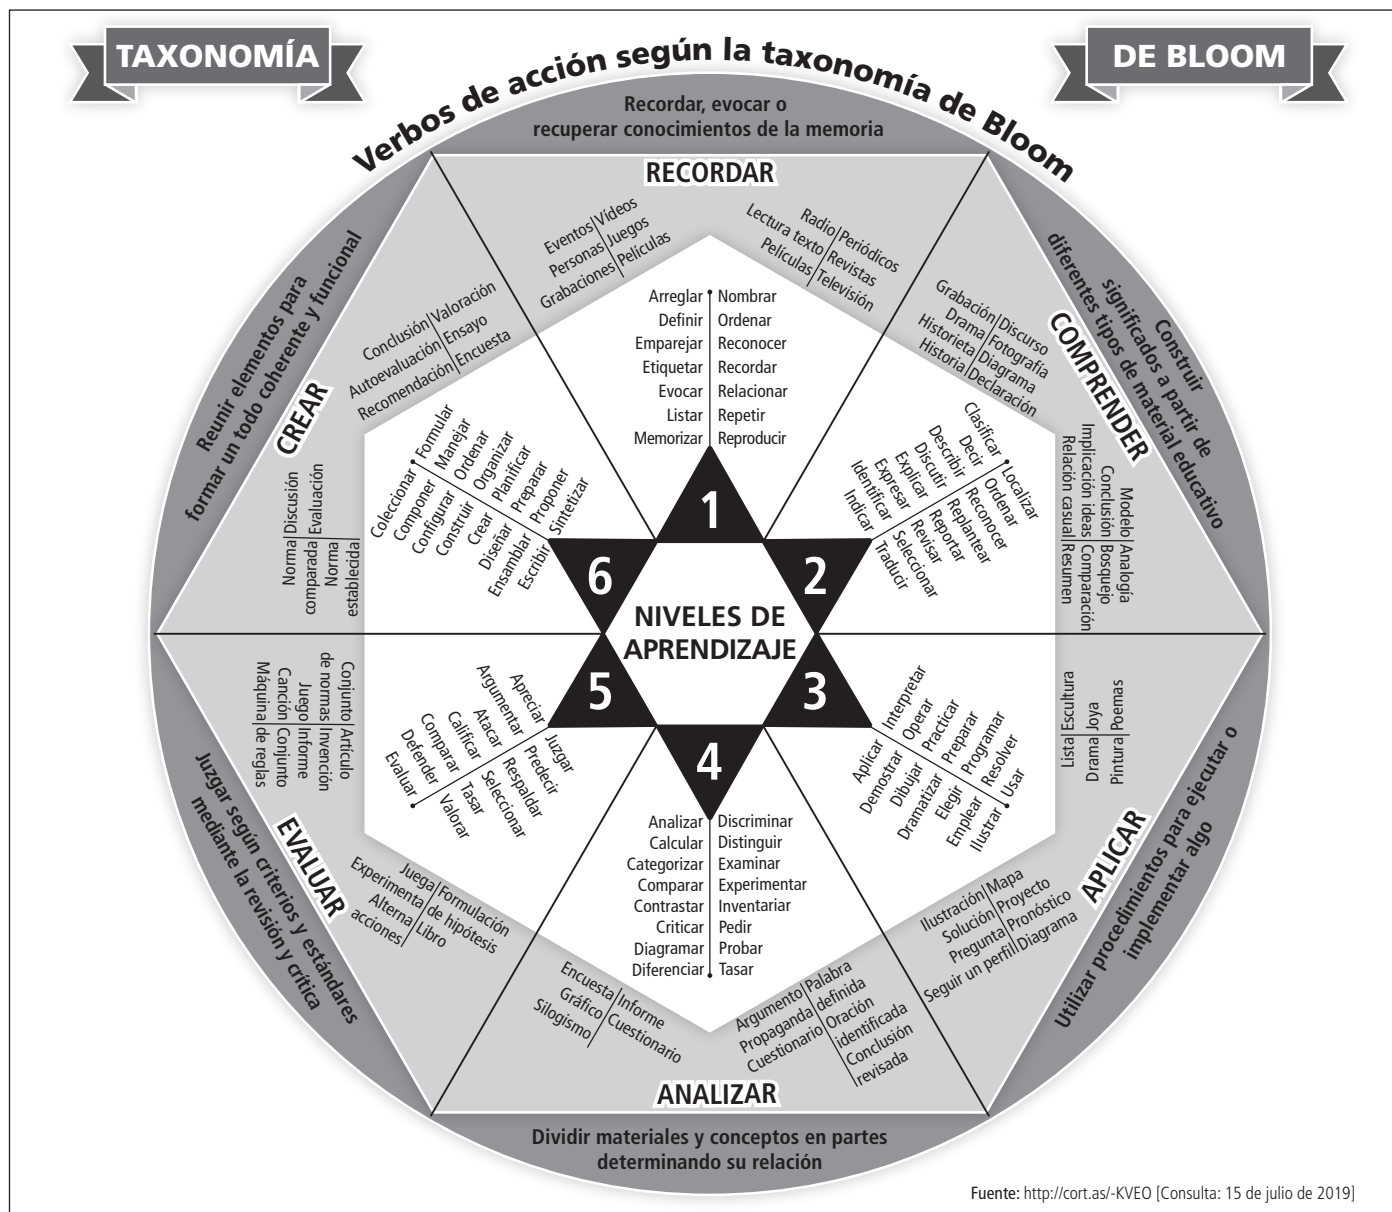 TAXONOMÍA
DE BLOOM
Verbos de acción según la taxonomía de Bloom
Recordar, evocar o
recuperar conocimientos de la memoria
RECORDAR
Eventos Vídeos
Personas Juegos
Grabaciones Películas
Radio Periódicos
Lectura texto Revistas
Películas Televisión
Arreglar Nombrar
Definir Ordenar
Emparejar Reconocer
Etiquetar Recordar
Evocar Relacionar
Listar Repetir
Memorizar Reproducir
1
Construir
significados a partir de
diferentes tipos de material educativo
COMPRENDER
Grabación Discurso
Drama Fotografía
Historieta Diagrama
Historia Declaración
Modelo Analogía
Conclusión Bosquejo
Implicación ideas Comparación
Relación casual Resumen
Clasificar Localizar
Decir Ordenar
Describir Reconocer
Discutir Replantear
Explicar Reportar
Expresar Revisar
Identificar Seleccionar
Indicar Traducir
2
NIVELES DE
APRENDIZAJE
3
Aplicar Interpretar
Demostrar Operar
Dibujar Practicar
Dramatizar Preparar
Elegir Programar
Emplear Resolver
Ilustrar Usar
Lista Escultura
Drama Joya
Pintura Poemas
Ilustración Mapa
Solución Proyecto
Pregunta Pronóstico
Seguir un perfil Diagrama
APLICAR
Utilizar procedimientos para ejecutar o
implementar algo
4
Analizar Discriminar
Calcular Distinguir
Categorizar Examinar
Comparar Experimentar
Contrastar Inventariar
Criticar Pedir
Diagramar Probar
Diferenciar Tasar
Argumento Palabra
Propaganda definida
Cuestionario Oración
identificada
Conclusión
revisada
Encuesta Informe
Gráfico Cuestionario
Silogismo
ANALIZAR
Dividir materiales y conceptos en partes
determinando su relación
5
Apreciar Juzgar
Argumentar Predecir
Atacar Respaldar
Calificar Seleccionar
Comparar Tasar
Defender Valorar
Evaluar
Conjunto Artículo
de normas Invención
Juego Informe
Canción Conjunto
Máquina de reglas
Juega Formulación
Experimenta de hipótesis
Alterna Libro
acciones
EVALUAR
Juzgar según criterios y estándares
mediante la revisión y crítica
6
Coleccionar Formular
Componer Manejar
Configurar Ordenar
Construir Organizar
Crear Planificar
Diseñar Preparar
Ensamblar Proponer
Escribir Sintetizar
Conclusión Valoración
Autoevaluación Ensayo
Recomendación Encuesta
Normal Discusión
comparada Evaluación
Norma
establecida
CREAR
Reunir elementos para
formar un todo coherente y funcional
Fuente: http://cort.as/-KVEO [Consulta: 15 de julio de 2019]